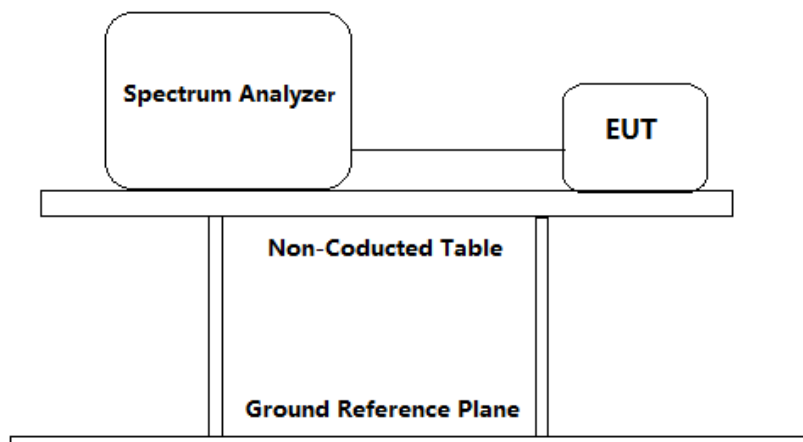 Spectrum Analyzer
EUT
Non-Coducted Table
Ground Reference Plane